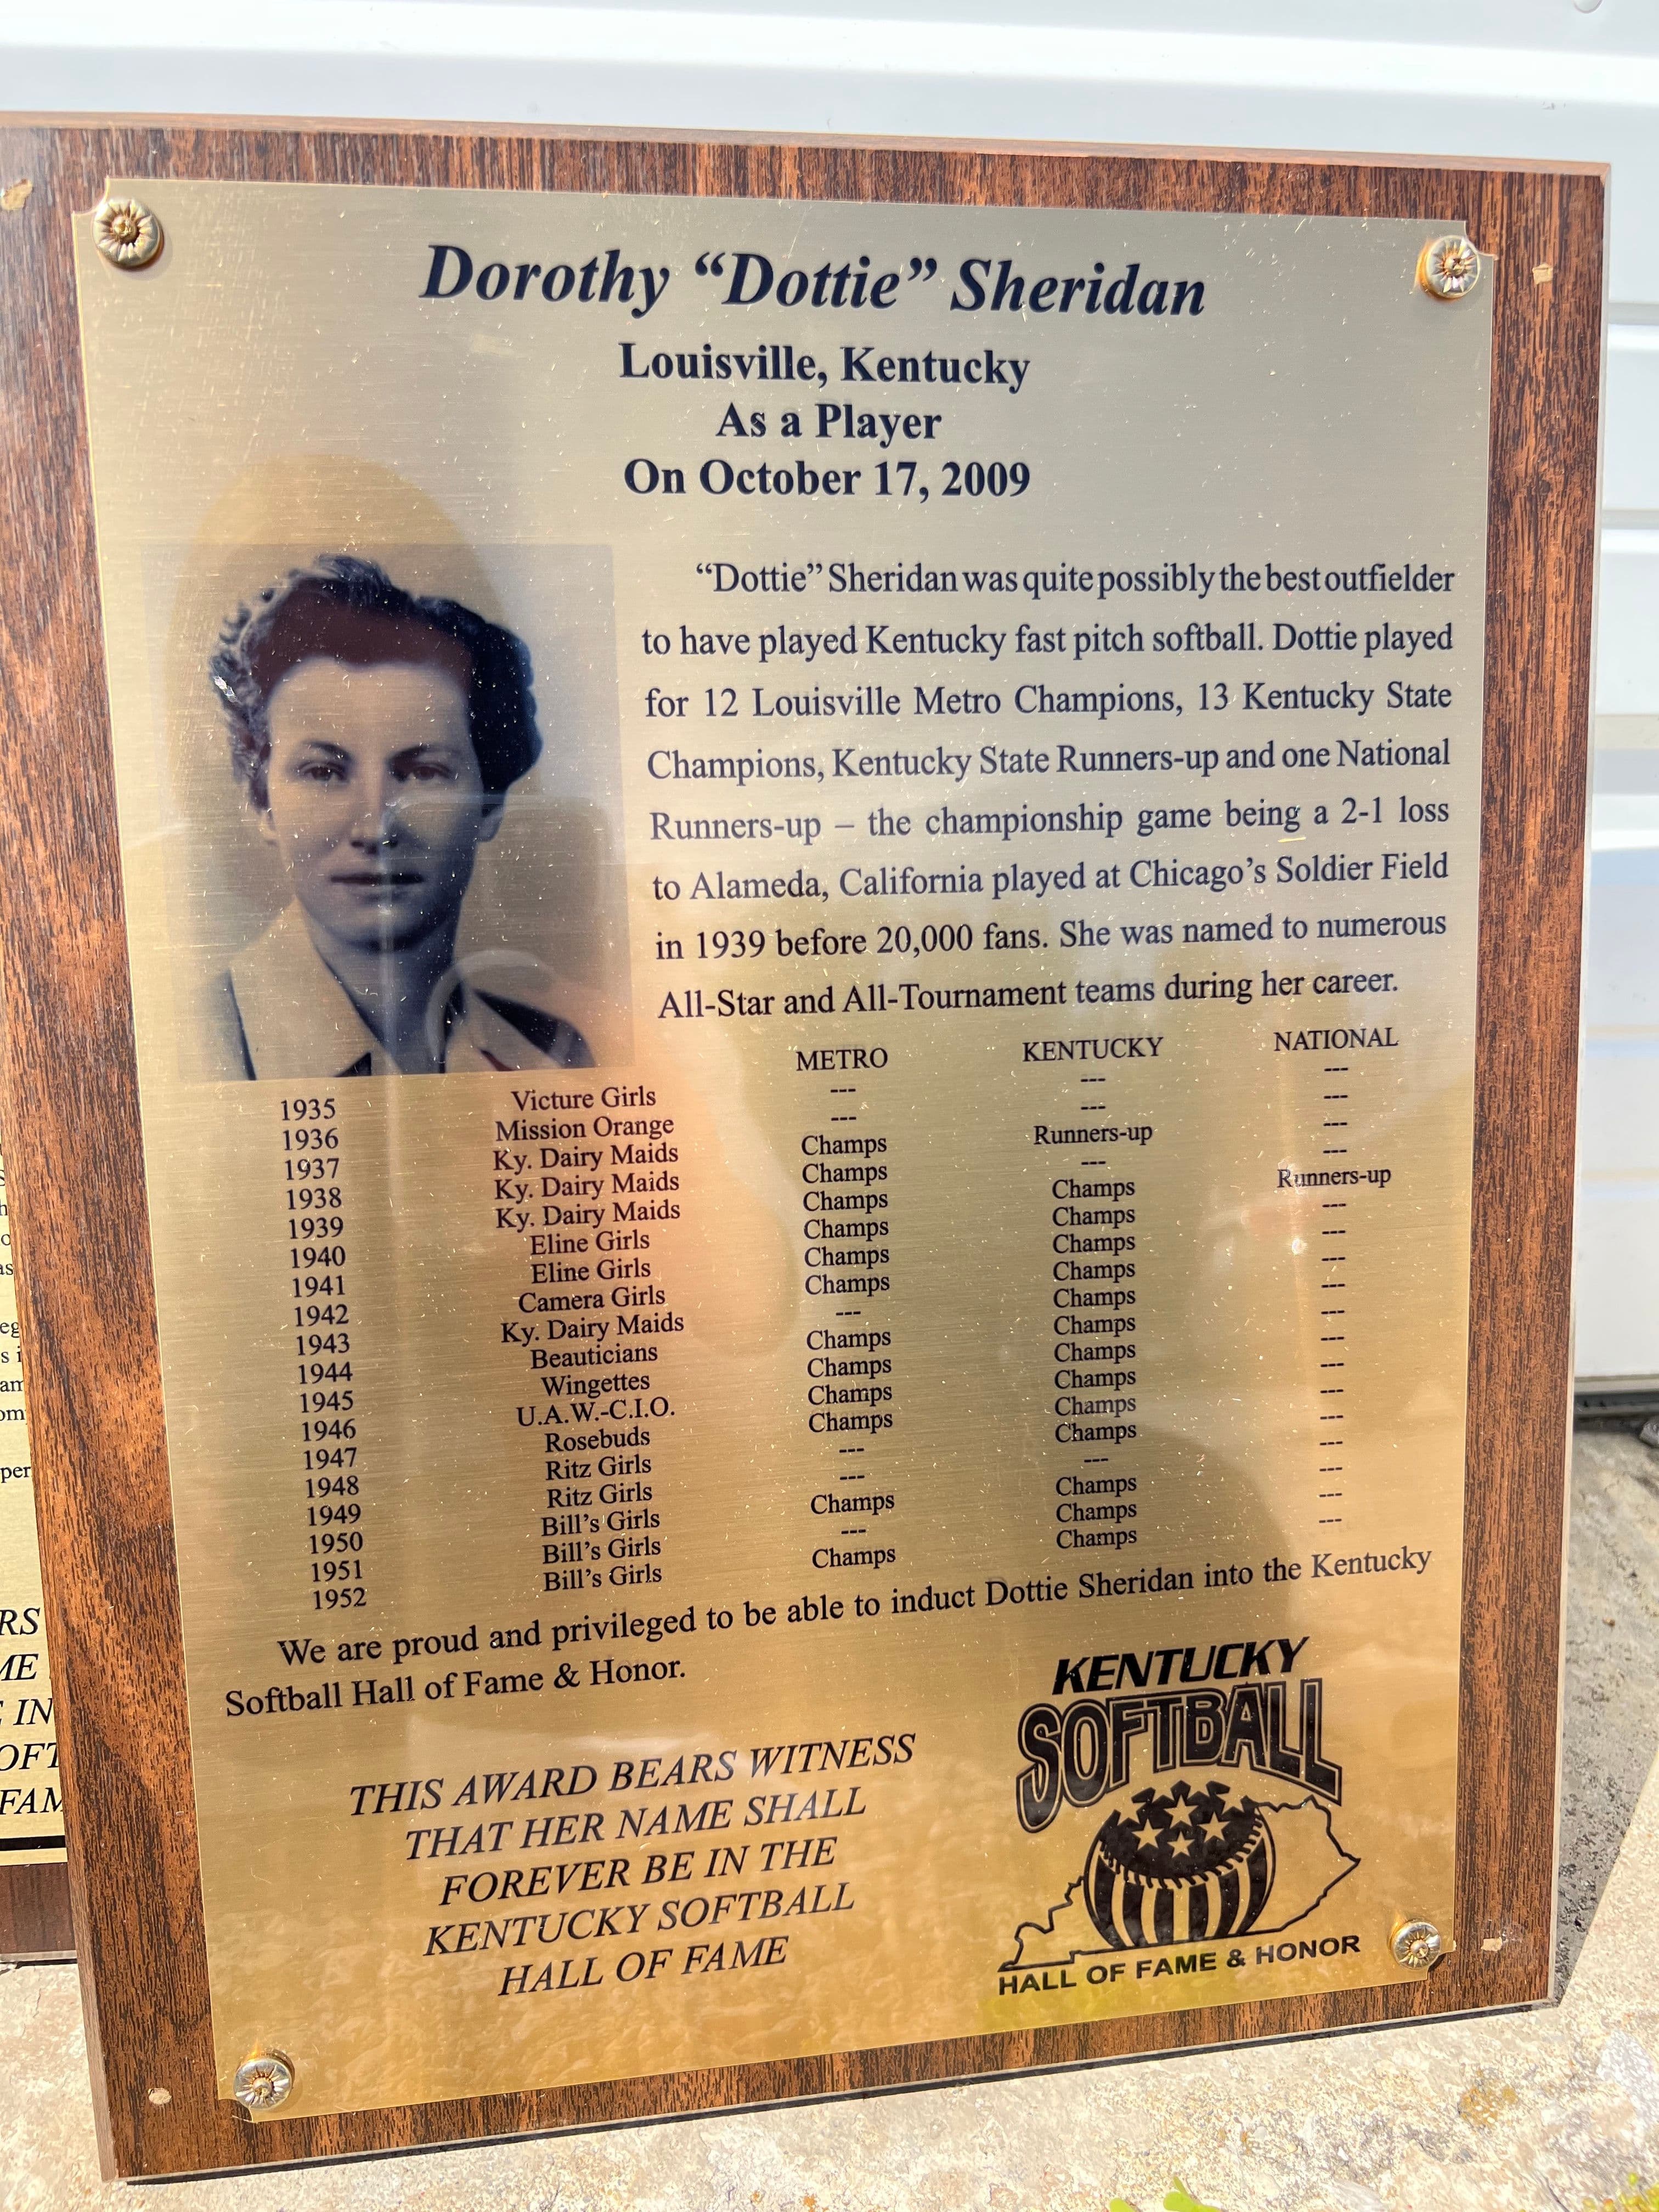 Dorothy “Dottie” Sheridan
Louisville, Kentucky
As a Player
On October 17, 2009
“Dottie” Sheridan was quite possibly the best outfielder
to have played Kentucky fast pitch softball. Dottie played
for 12 Louisville Metro Champions, 13 Kentucky State
Champions, Kentucky State Runners-up and one National
Runners-up – the championship game being a 2-1 loss
to Alameda, California played at Chicago’s Soldier Field
in 1939 before 20,000 fans. She was named to numerous
All-Star and All-Tournament teams during her career.
METRO KENTUCKY NATIONAL
1935 Victure Girls --- --- ---
1936 Mission Orange --- --- ---
1937 Ky. Dairy Maids Champs Runners-up ---
1938 Ky. Dairy Maids Champs --- ---
1939 Ky. Dairy Maids Champs Champs Runners-up
1940 Eline Girls Champs Champs ---
1941 Eline Girls Champs Champs ---
1942 Camera Girls Champs Champs ---
1943 Ky. Dairy Maids --- Champs ---
1944 Beauticians Champs Champs ---
1945 Wingettes Champs Champs ---
1946 U.A.W.-C.I.O. Champs Champs ---
1947 Rosebuds Champs Champs ---
1948 Ritz Girls --- Champs ---
1949 Ritz Girls --- --- ---
1950 Bill’s Girls Champs Champs ---
1951 Bill’s Girls --- Champs ---
1952 Bill’s Girls Champs Champs ---
We are proud and privileged to be able to induct Dottie Sheridan into the Kentucky
Softball Hall of Fame & Honor.
THIS AWARD BEARS WITNESS
THAT HER NAME SHALL
FOREVER BE IN THE
KENTUCKY SOFTBALL
HALL OF FAME
KENTUCKY
SOFTBALL
HALL OF FAME & HONOR